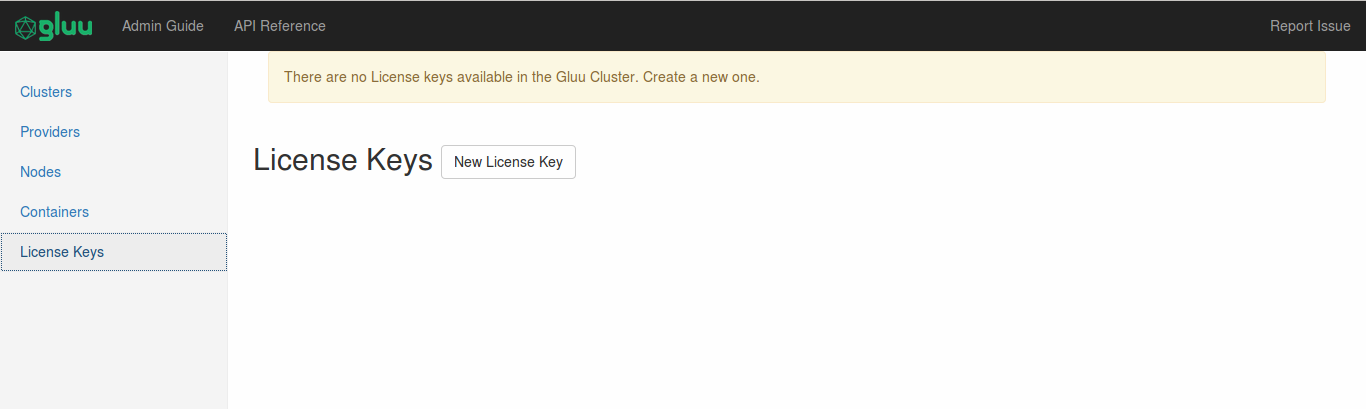 gluu Admin Guide API Reference Report Issue
There are no License keys available in the Gluu Cluster. Create a new one.
Clusters
Providers
Nodes
Containers
License Keys
License Keys New License Key